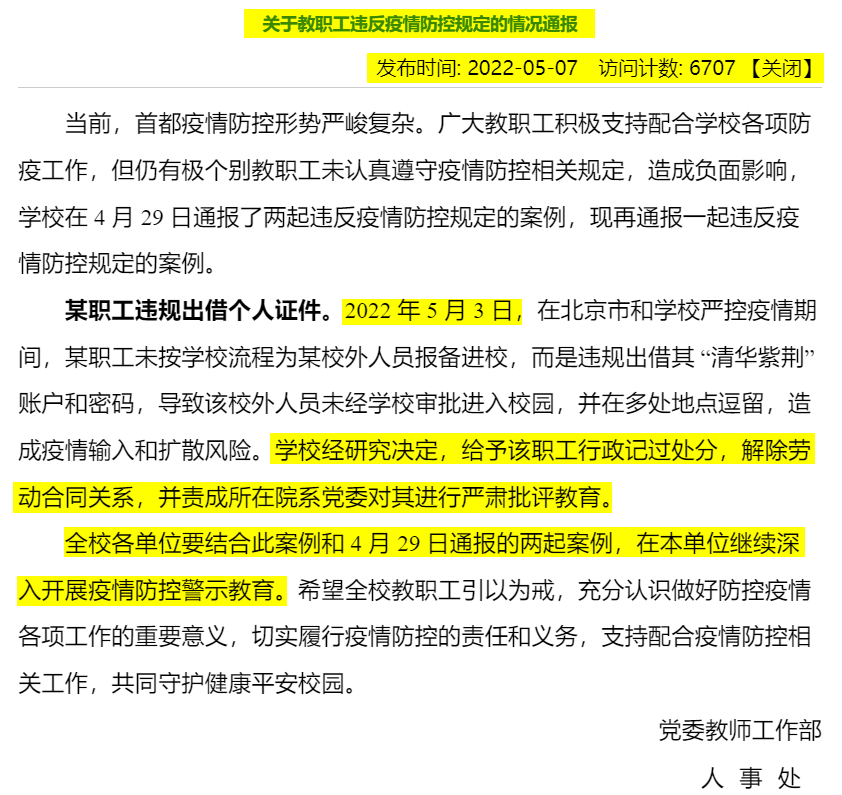 关于教职工违反疫情防控规定的情况通报
发布时间: 2022-05-07 访问计数: 6707 【关闭】
当前，首都疫情防控形势严峻复杂。广大教职工积极支持配合学校各项防
疫工作，但仍有极个别教职工未认真遵守疫情防控相关规定，造成负面影响，
学校在 4 月 29 日通报了两起违反疫情防控规定的案例，现再通报一起违反疫
情防控规定的案例。
某职工违规出借个人证件。2022 年 5 月 3 日，在北京市和学校严控疫情期
间，某职工未按学校流程为某校外人员报备进校，而是违规出借其 “清华紫荆”
账户和密码，导致该校外人员未经学校审批进入校园，并在多处地点逗留，造
成疫情输入和扩散风险。学校经研究决定，给予该职工行政记过处分，解除劳
动合同关系，并责成所在院系党委对其进行严肃批评教育。
全校各单位要结合此案例和 4 月 29 日通报的两起案例，在本单位继续深
入开展疫情防控警示教育。希望全校教职工引以为戒，充分认识做好防控疫情
各项工作的重要意义，切实履行疫情防控的责任和义务，支持配合疫情防控相
关工作，共同守护健康平安校园。
党委教师工作部
人 事 处